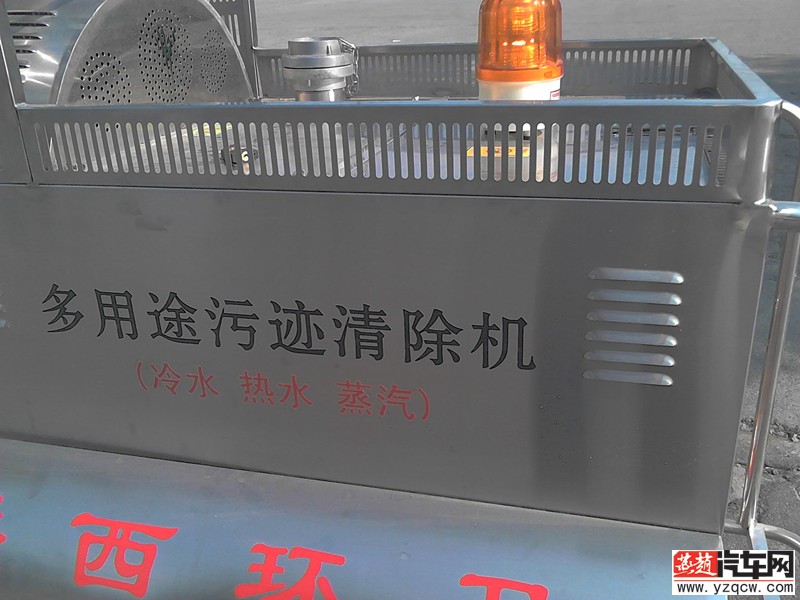 多用途污迹清除机
(冷水 热水 蒸汽)
西环卫
燕赵汽车网
www.yzqcw.com